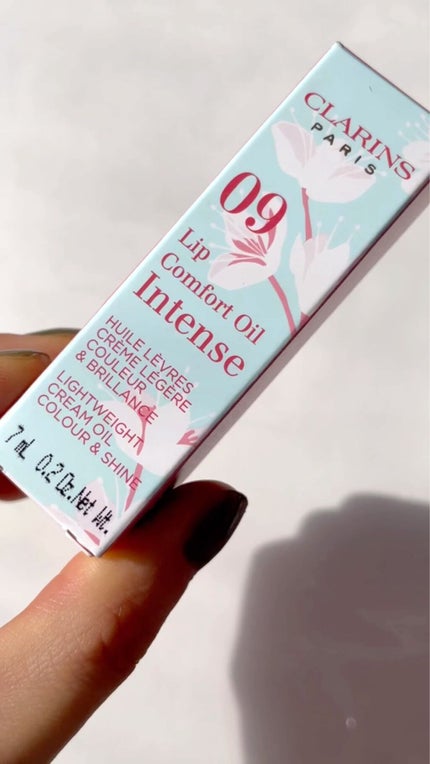 CLARINS
PARIS
09
Lip
Comfort Oil
Intense
HUILE LÈVRES
CRÈME LÉGÈRE
COULEUR
& BRILLANCE
LIGHTWEIGHT
CREAM OIL
COLOUR & SHINE
7 mL 0.2 Oz.Net Wt.